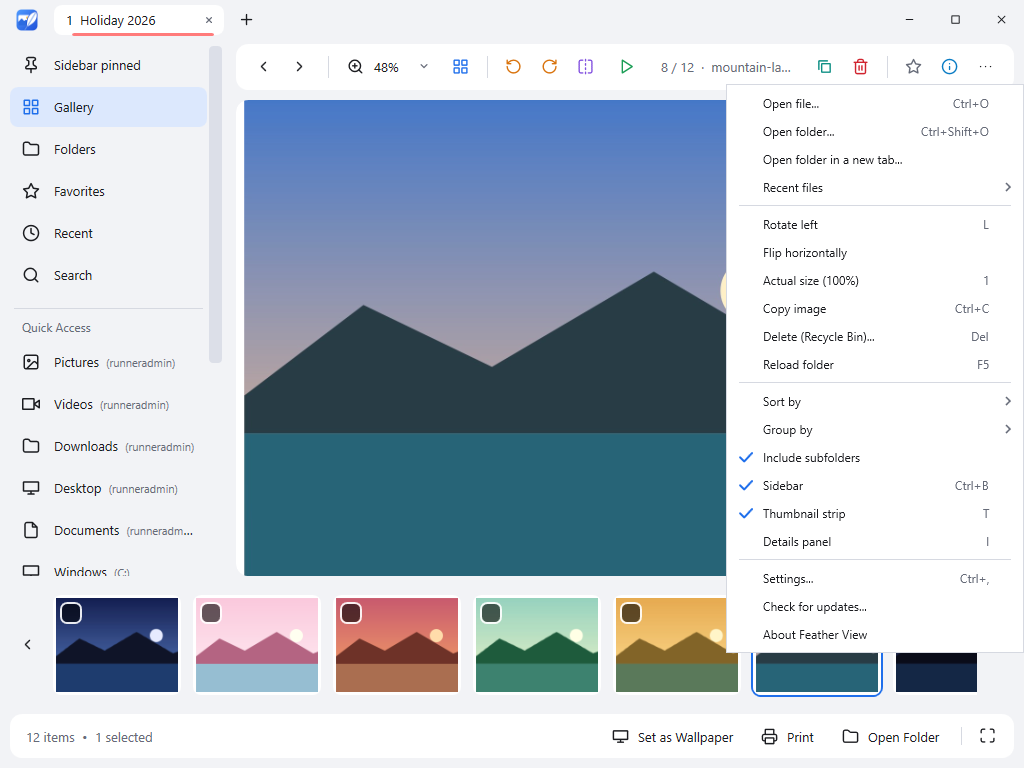 1 Holiday 2026
Sidebar pinned
Gallery
Folders
Favorites
Recent
Search
Quick Access
Pictures (runneradmin)
Videos (runneradmin)
Downloads (runneradmin)
Desktop (runneradmin)
Documents (runneradm...
Windows (C:)
48%
8 / 12 · mountain-la...
Open file... Ctrl+O
Open folder... Ctrl+Shift+O
Open folder in a new tab...
Recent files
Rotate left L
Flip horizontally
Actual size (100%) 1
Copy image Ctrl+C
Delete (Recycle Bin)... Del
Reload folder F5
Sort by
Group by
Include subfolders
Sidebar Ctrl+B
Thumbnail strip T
Details panel I
Settings... Ctrl+,
Check for updates...
About Feather View
12 items • 1 selected
Set as Wallpaper
Print
Open Folder